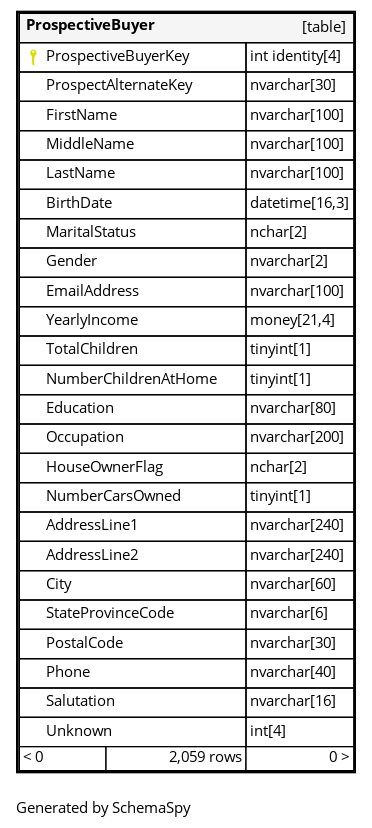 ProspectiveBuyer [table]
ProspectiveBuyerKey int identity[4]
ProspectAlternateKey nvarchar[30]
FirstName nvarchar[100]
MiddleName nvarchar[100]
LastName nvarchar[100]
BirthDate datetime[16,3]
MaritalStatus nchar[2]
Gender nvarchar[2]
EmailAddress nvarchar[100]
YearlyIncome money[21,4]
TotalChildren tinyint[1]
NumberChildrenAtHome tinyint[1]
Education nvarchar[80]
Occupation nvarchar[200]
HouseOwnerFlag nchar[2]
NumberCarsOwned tinyint[1]
AddressLine1 nvarchar[240]
AddressLine2 nvarchar[240]
City nvarchar[60]
StateProvinceCode nvarchar[6]
PostalCode nvarchar[30]
Phone nvarchar[40]
Salutation nvarchar[16]
Unknown int[4]
< 0 2,059 rows 0 >
Generated by SchemaSpy